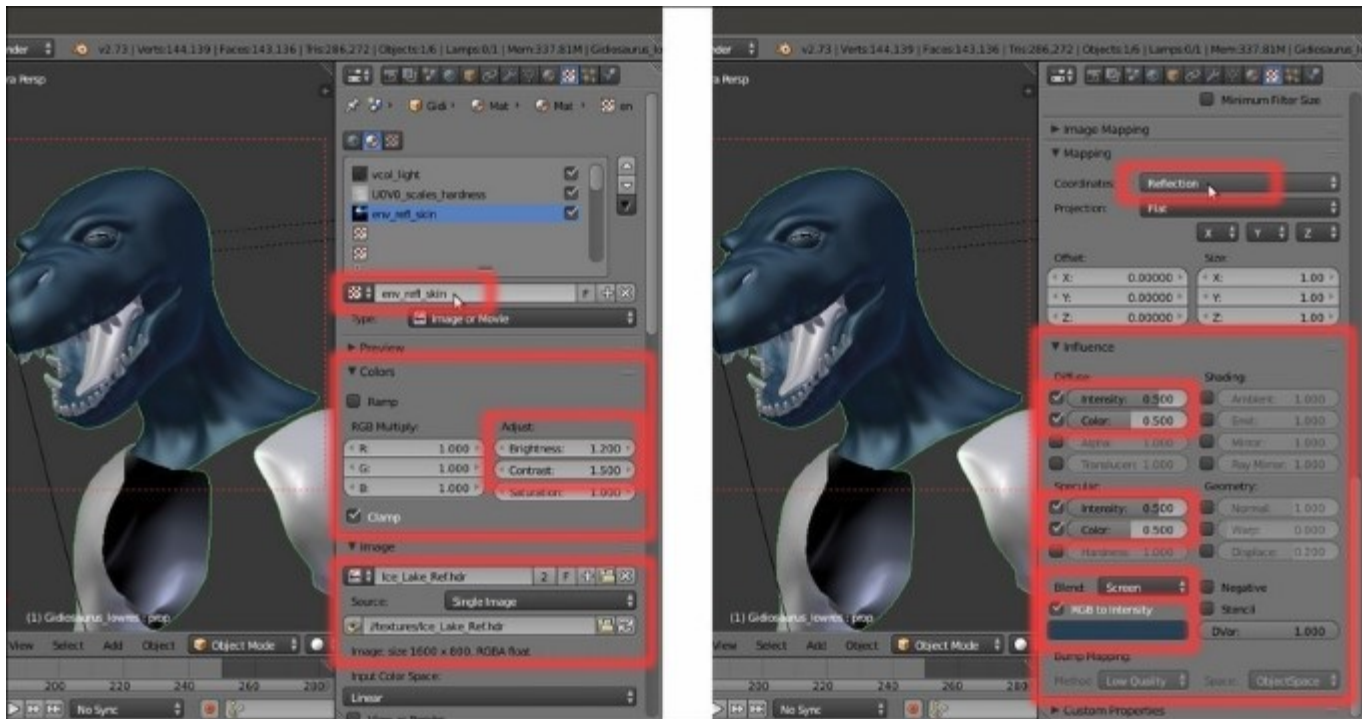 nder v2.73 | Verts:144,139 | Faces:143,136 | Tris:286,272 | Objects:1/6 | Lamps:0/1 | Mem:337.81M | Gidiosaurus_lo
ra Persp
Gidi Mat Mat en
vcol_light
U0V0_scales_hardness
env_refl_skin
env_refl_skin F
Type: Image or Movie
Preview
Colors
Ramp
RGB Multiply: Adjust:
R: 1.000 Brightness: 1.200
G: 1.000 Contrast: 1.500
B: 1.000 Saturation: 1.000
Clamp
Image
Ice_Lake_Ref.hdr 2 F
Source: Single Image
//textures/Ice_Lake_Ref.hdr
Image: size 1600 x 800, RGBA float
Input Color Space:
Linear
(1) Gidiosaurus_lowres : prop
View Select Add Object Object Mode
200 220 240 260 280
No Sync
nder v2.73 | Verts:144,139 | Faces:143,136 | Tris:286,272 | Objects:1/6 | Lamps:0/1 | Mem:337.81M | Gidiosaurus_l
ra Persp
Minimum Filter Size
Image Mapping
Mapping
Coordinates: Reflection
Projection: Flat
X Y Z
Offset: Size:
X: 0.00000 X: 1.00
Y: 0.00000 Y: 1.00
Z: 0.00000 Z: 1.00
Influence
Diffuse: Shading:
Intensity: 0.500 Ambient: 1.000
Color: 0.500 Emit: 1.000
Alpha: 1.000 Mirror: 1.000
Translucen: 1.000 Ray Mirror: 1.000
Specular: Geometry:
Intensity: 0.500 Normal: 1.000
Color: 0.500 Warp: 0.000
Hardness: 1.000 Displace: 0.200
Blend: Screen Negative
RGB to Intensity Stencil
DVar: 1.000
Bump Mapping:
Method: Low Quality Space: ObjectSpace
Custom Properties
(1) Gidiosaurus_lowres : prop
View Select Add Object Object Mode
200 220 240 260 280
No Sync